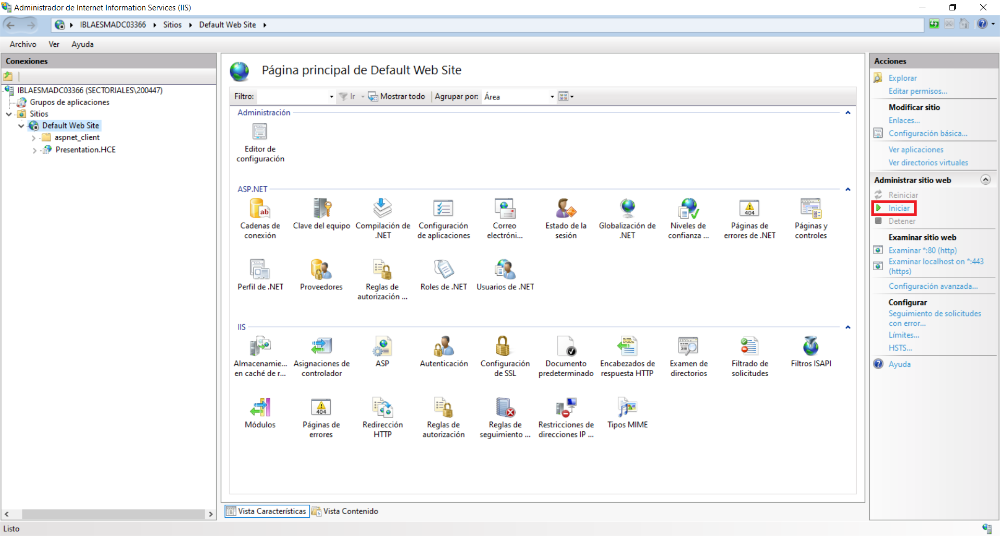 Administrador de Internet Information Services (IIS)
IBLAESMADC03366 Sitios Default Web Site
Archivo Ver Ayuda
Conexiones
IBLAESMADC03366 (SECTORIALES\200447)
Grupos de aplicaciones
Sitios
Default Web Site
aspnet_client
Presentation.HCE
Página principal de Default Web Site
Filtro: Ir Mostrar todo Agrupar por: Área
Administración
Editor de
configuración
ASP.NET
Cadenas de
conexión
Clave del equipo
Compilación de
.NET
Configuración
de aplicaciones
Correo
electróni...
Estado de la
sesión
Globalización de
.NET
Niveles de
confianza ...
Páginas de
errores de .NET
Páginas y
controles
Perfil de .NET
Proveedores
Reglas de
autorización ...
Roles de .NET
Usuarios de .NET
IIS
Almacenamie...
en caché de r...
Asignaciones de
controlador
ASP
Autenticación
Configuración
de SSL
Documento
predeterminado
Encabezados de
respuesta HTTP
Examen de
directorios
Filtrado de
solicitudes
Filtros ISAPI
Módulos
Páginas de
errores
Redirección
HTTP
Reglas de
autorización
Reglas de
seguimiento ...
Restricciones de
direcciones IP ...
Tipos MIME
Vista Características Vista Contenido
Acciones
Explorar
Editar permisos...
Modificar sitio
Enlaces...
Configuración básica...
Ver aplicaciones
Ver directorios virtuales
Administrar sitio web
Reiniciar
Iniciar
Detener
Examinar sitio web
Examinar *:80 (http)
Examinar localhost on *:443
(https)
Configuración avanzada...
Configurar
Seguimiento de solicitudes
con error...
Límites...
HSTS...
Ayuda
Listo